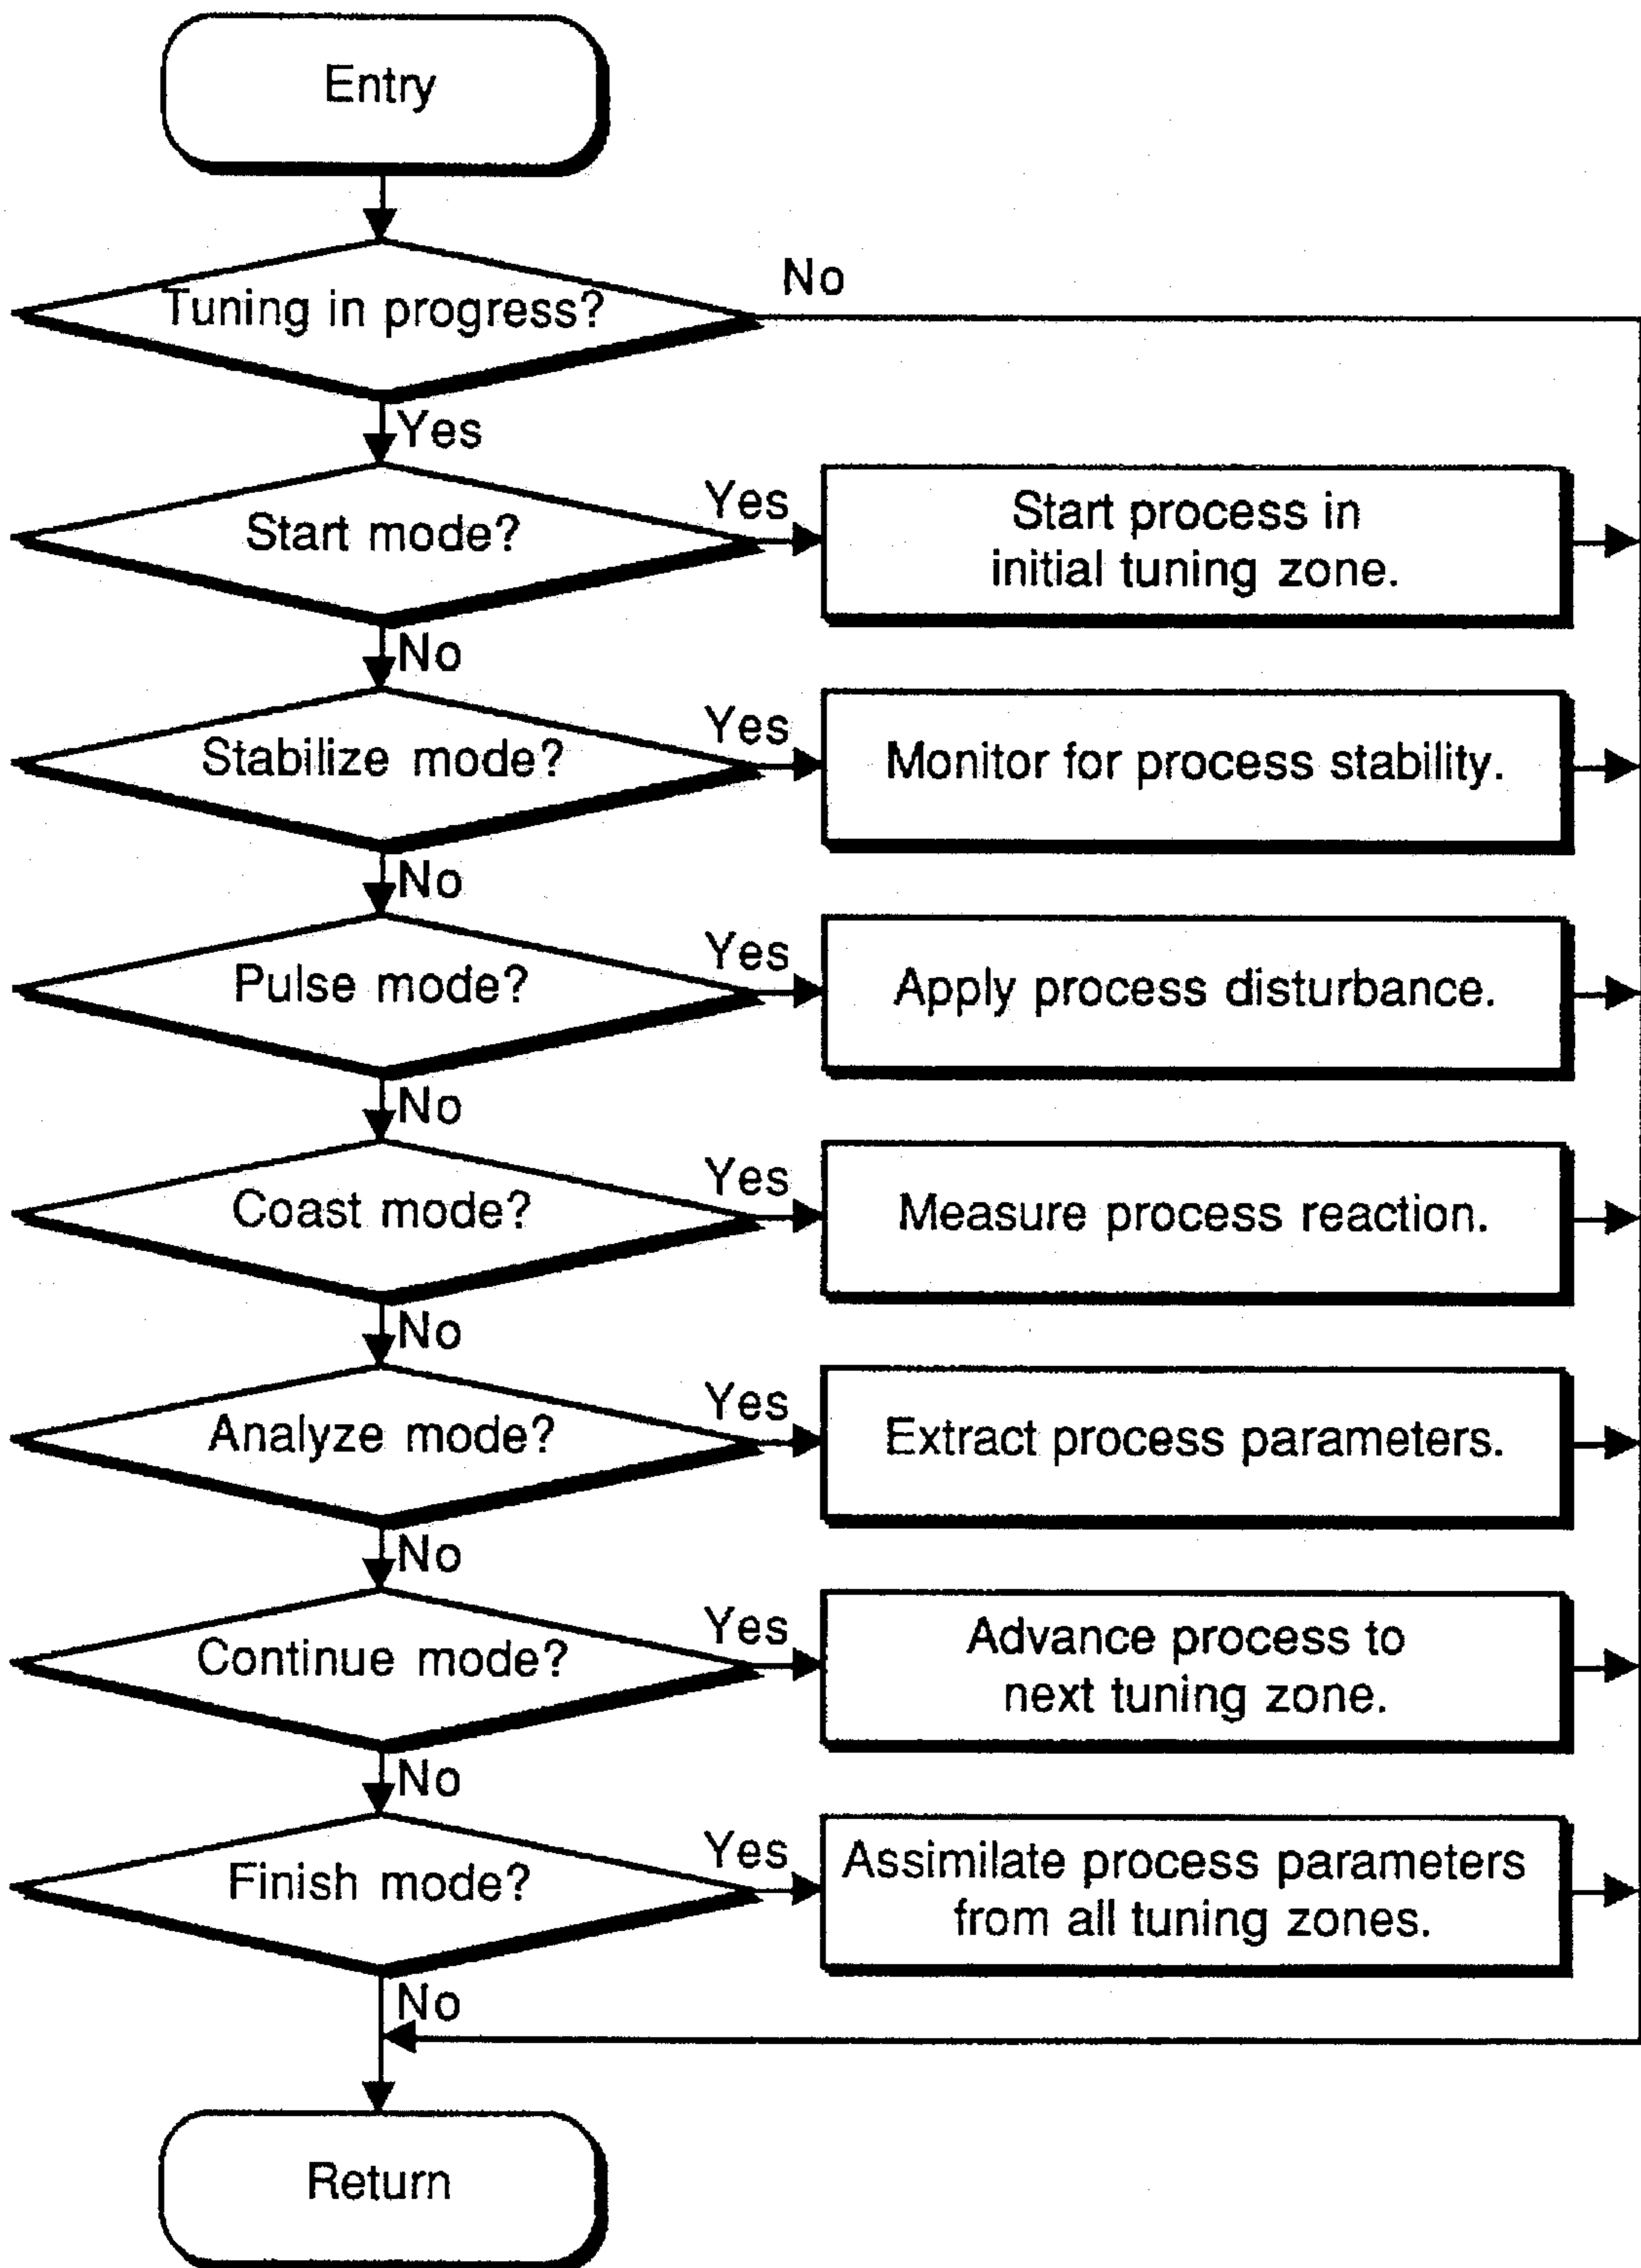 Entry
Tuning in progress?
No
Yes
Start mode?
Yes
Start process in
initial tuning zone.
No
Stabilize mode?
Yes
Monitor for process stability.
No
Pulse mode?
Yes
Apply process disturbance.
No
Coast mode?
Yes
Measure process reaction.
No
Analyze mode?
Yes
Extract process parameters.
No
Continue mode?
Yes
Advance process to
next tuning zone.
No
Finish mode?
Yes
Assimilate process parameters
from all tuning zones.
No
Return